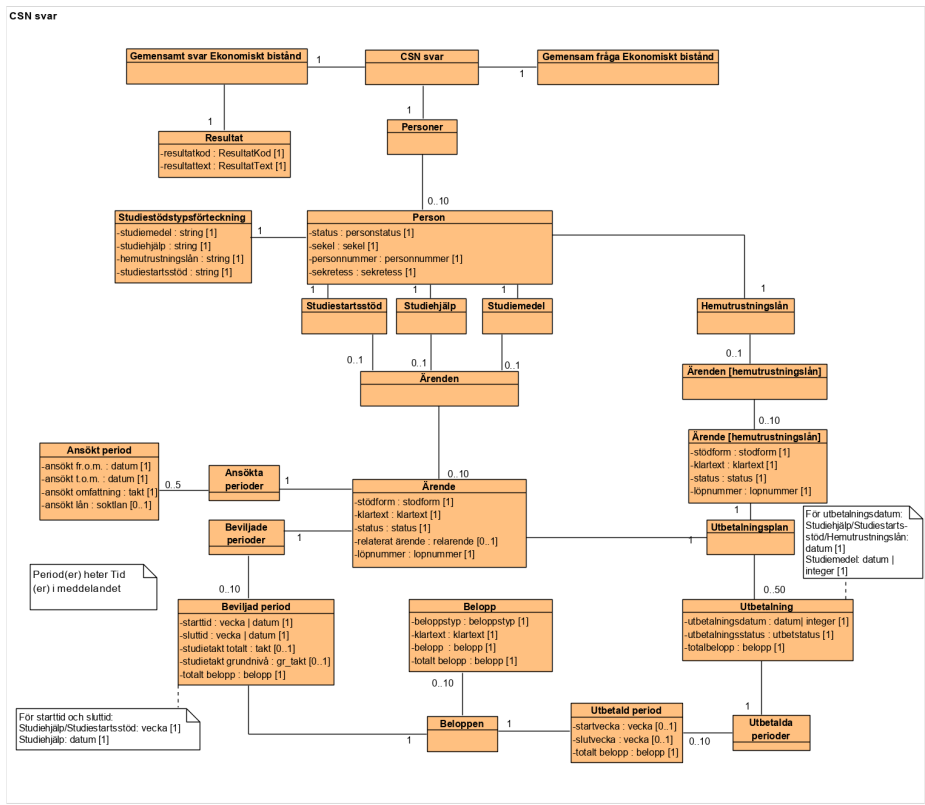 CSN svar
Gemensamt svar Ekonomiskt bistånd
1
CSN svar
1
Gemensam fråga Ekonomiskt bistånd
1
1
Personer
Resultat
-resultatkod : ResultatKod [1]
-resultattext : ResultatText [1]
0..10
Studiestödstypsförteckning
-studiemedel : string [1]
-studiehjälp : string [1]
-hemutrustningslån : string [1]
-studiestartsstöd : string [1]
1
Person
-status : personstatus [1]
-sekel : sekel [1]
-personnummer : personnummer [1]
-sekretess : sekretess [1]
1
1
1
1
Studiestartsstöd
Studiehjälp
Studiemedel
Hemutrustningslån
0..1
0..1
0..1
0..1
Ärenden
Ärenden [hemutrustningslån]
0..10
Ärende [hemutrustningslån]
-stödform : stodform [1]
-klartext : klartext [1]
-status : status [1]
-löpnummer : lopnummer [1]
Ansökt period
-ansökt fr.o.m. : datum [1]
-ansökt t.o.m. : datum [1]
-ansökt omfattning : takt [1]
-ansökt lån : soktlan [0..1]
0..5
Ansökta
perioder
1
0..10
Ärende
-stödform : stodform [1]
-klartext : klartext [1]
-status : status [1]
-relaterat ärende : relarende [0..1]
-löpnummer : lopnummer [1]
Beviljade
perioder
1
1
1
Utbetalningsplan
För utbetalningsdatum:
Studiehjälp/Studiestarts-
stöd/Hemutrustningslån:
datum [1]
Studiemedel: datum |
integer [1]
Period(er) heter Tid
(er) i meddelandet
0..10
0..50
Beviljad period
-starttid : vecka | datum [1]
-sluttid : vecka | datum [1]
-studietakt totalt : takt [0..1]
-studietakt grundnivå : gr_takt [0..1]
-totalt belopp : belopp [1]
Belopp
-beloppstyp : beloppstyp [1]
-klartext : klartext [1]
-belopp : belopp [1]
-totalt belopp : belopp [1]
Utbetalning
-utbetalningsdatum : datum| integer [1]
-utbetalningsstatus : utbetstatus [1]
-totalbelopp : belopp [1]
0..10
För starttid och sluttid:
Studiehjälp/Studiestartsstöd: vecka [1]
Studiehjälp: datum [1]
1
Beloppen
1
Utbetald period
-startvecka : vecka [0..1]
-slutvecka : vecka [0..1]
-totalt belopp : belopp [1]
0..10
1
Utbetalda
perioder